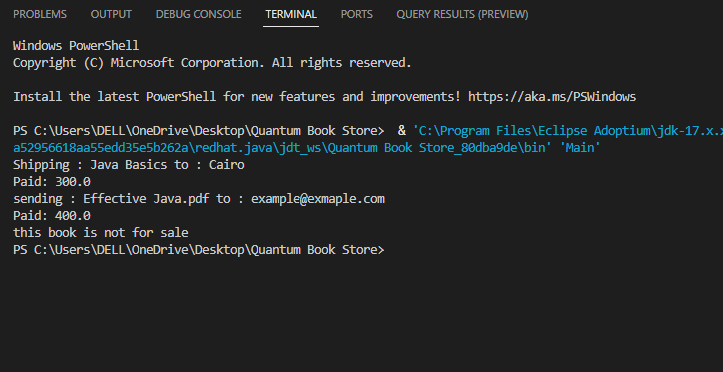 PROBLEMS OUTPUT DEBUG CONSOLE TERMINAL PORTS QUERY RESULTS (PREVIEW)
Windows PowerShell
Copyright (C) Microsoft Corporation. All rights reserved.
Install the latest PowerShell for new features and improvements! https://aka.ms/PSWindows
PS C:\Users\DELL\OneDrive\Desktop\Quantum Book Store> & 'C:\Program Files\Eclipse Adoptium\jdk-17.x.x
a52956618aa55edd35e5b262a\redhat.java\jdt_ws\Quantum Book Store_80dba9de\bin' 'Main'
Shipping : Java Basics to : Cairo
Paid: 300.0
sending : Effective Java.pdf to : example@exmaple.com
Paid: 400.0
this book is not for sale
PS C:\Users\DELL\OneDrive\Desktop\Quantum Book Store>